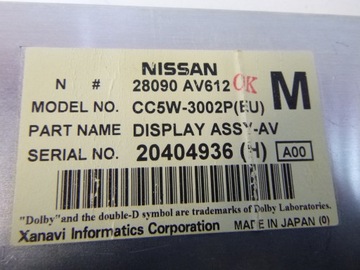 NISSAN
N # 28090 AV612 OK M
MODEL NO. CC5W-3002P(EU)
PART NAME DISPLAY ASSY-AV
SERIAL NO. 20404936 (H) A00
"Dolby"and the double-D symbol are trademarks of Dolby Laboratories.
Xanavi Informatics Corporation MADE IN JAPAN (0)